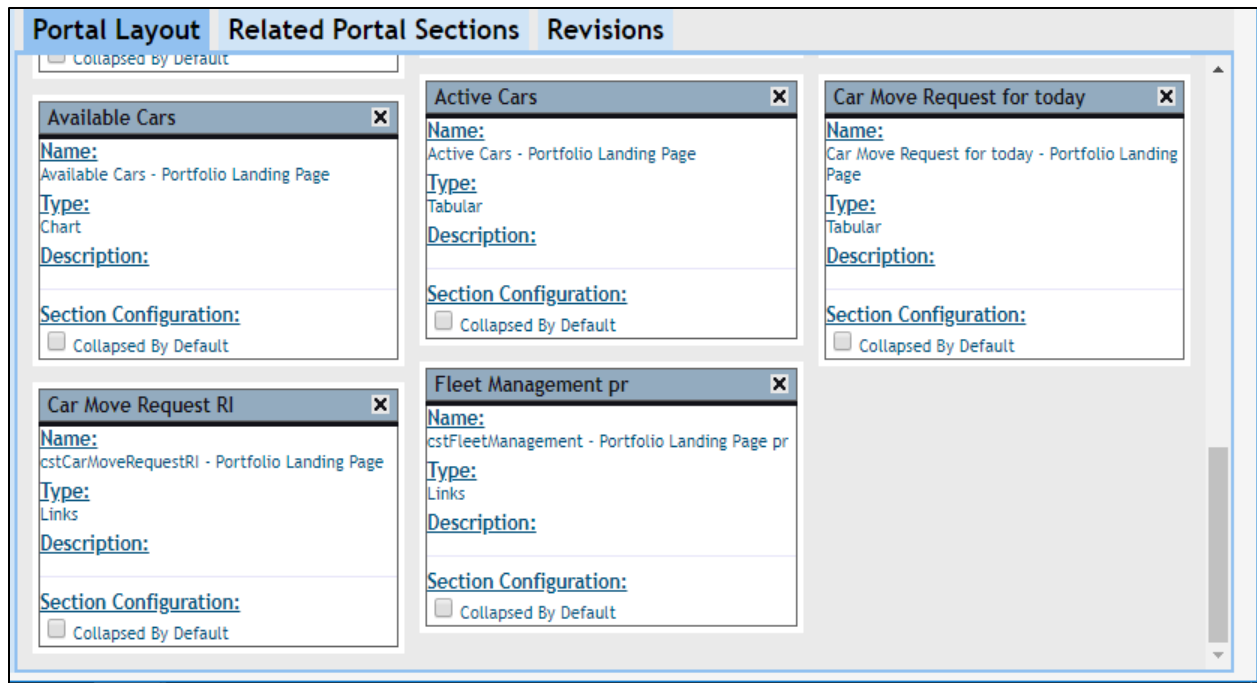 Portal Layout Related Portal Sections Revisions
Collapsed By Default
Available Cars
Name:
Available Cars - Portfolio Landing Page
Type:
Chart
Description:
Section Configuration:
Collapsed By Default
Car Move Request RI
Name:
cstCarMoveRequestRI - Portfolio Landing Page
Type:
Links
Description:
Section Configuration:
Collapsed By Default
Active Cars
Name:
Active Cars - Portfolio Landing Page
Type:
Tabular
Description:
Section Configuration:
Collapsed By Default
Fleet Management pr
Name:
cstFleetManagement - Portfolio Landing Page pr
Type:
Links
Description:
Section Configuration:
Collapsed By Default
Car Move Request for today
Name:
Car Move Request for today - Portfolio Landing
Page
Type:
Tabular
Description:
Section Configuration:
Collapsed By Default